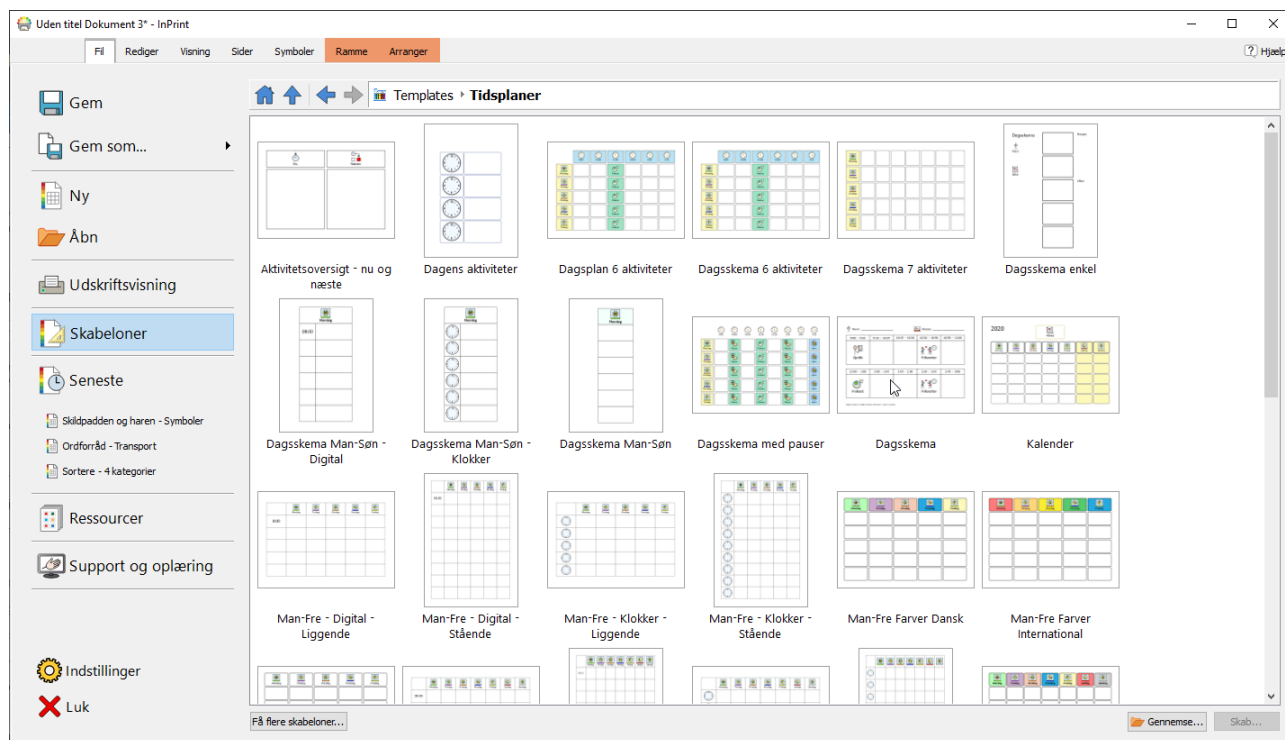 Uden titel Dokument 3* - InPrint
Fil Rediger Visning Sider Symboler Ramme Arranger
Hjælp
Gem
Gem som...
Ny
Åbn
Udskriftsvisning
Skabeloner
Seneste
Skildpadden og haren - Symboler
Ordforråd - Transport
Sortere - 4 kategorier
Ressourcer
Support og oplæring
Indstillinger
Luk
Templates Tidsplaner
Aktivitetsoversigt - nu og
næste
Dagens aktiviteter
Dagsplan 6 aktiviteter
Dagsskema 6 aktiviteter
Dagsskema 7 aktiviteter
Dagsskema enkel
Dagsskema Man-Søn -
Digital
Dagsskema Man-Søn -
Klokker
Dagsskema Man-Søn
Dagsskema med pauser
Dagsskema
2020
Kalender
Man-Fre - Digital -
Liggende
Man-Fre - Digital -
Stående
Man-Fre - Klokker -
Liggende
Man-Fre - Klokker -
Stående
Man-Fre Farver Dansk
Man-Fre Farver
International
Få flere skabeloner...
Gennemse...
Skab...